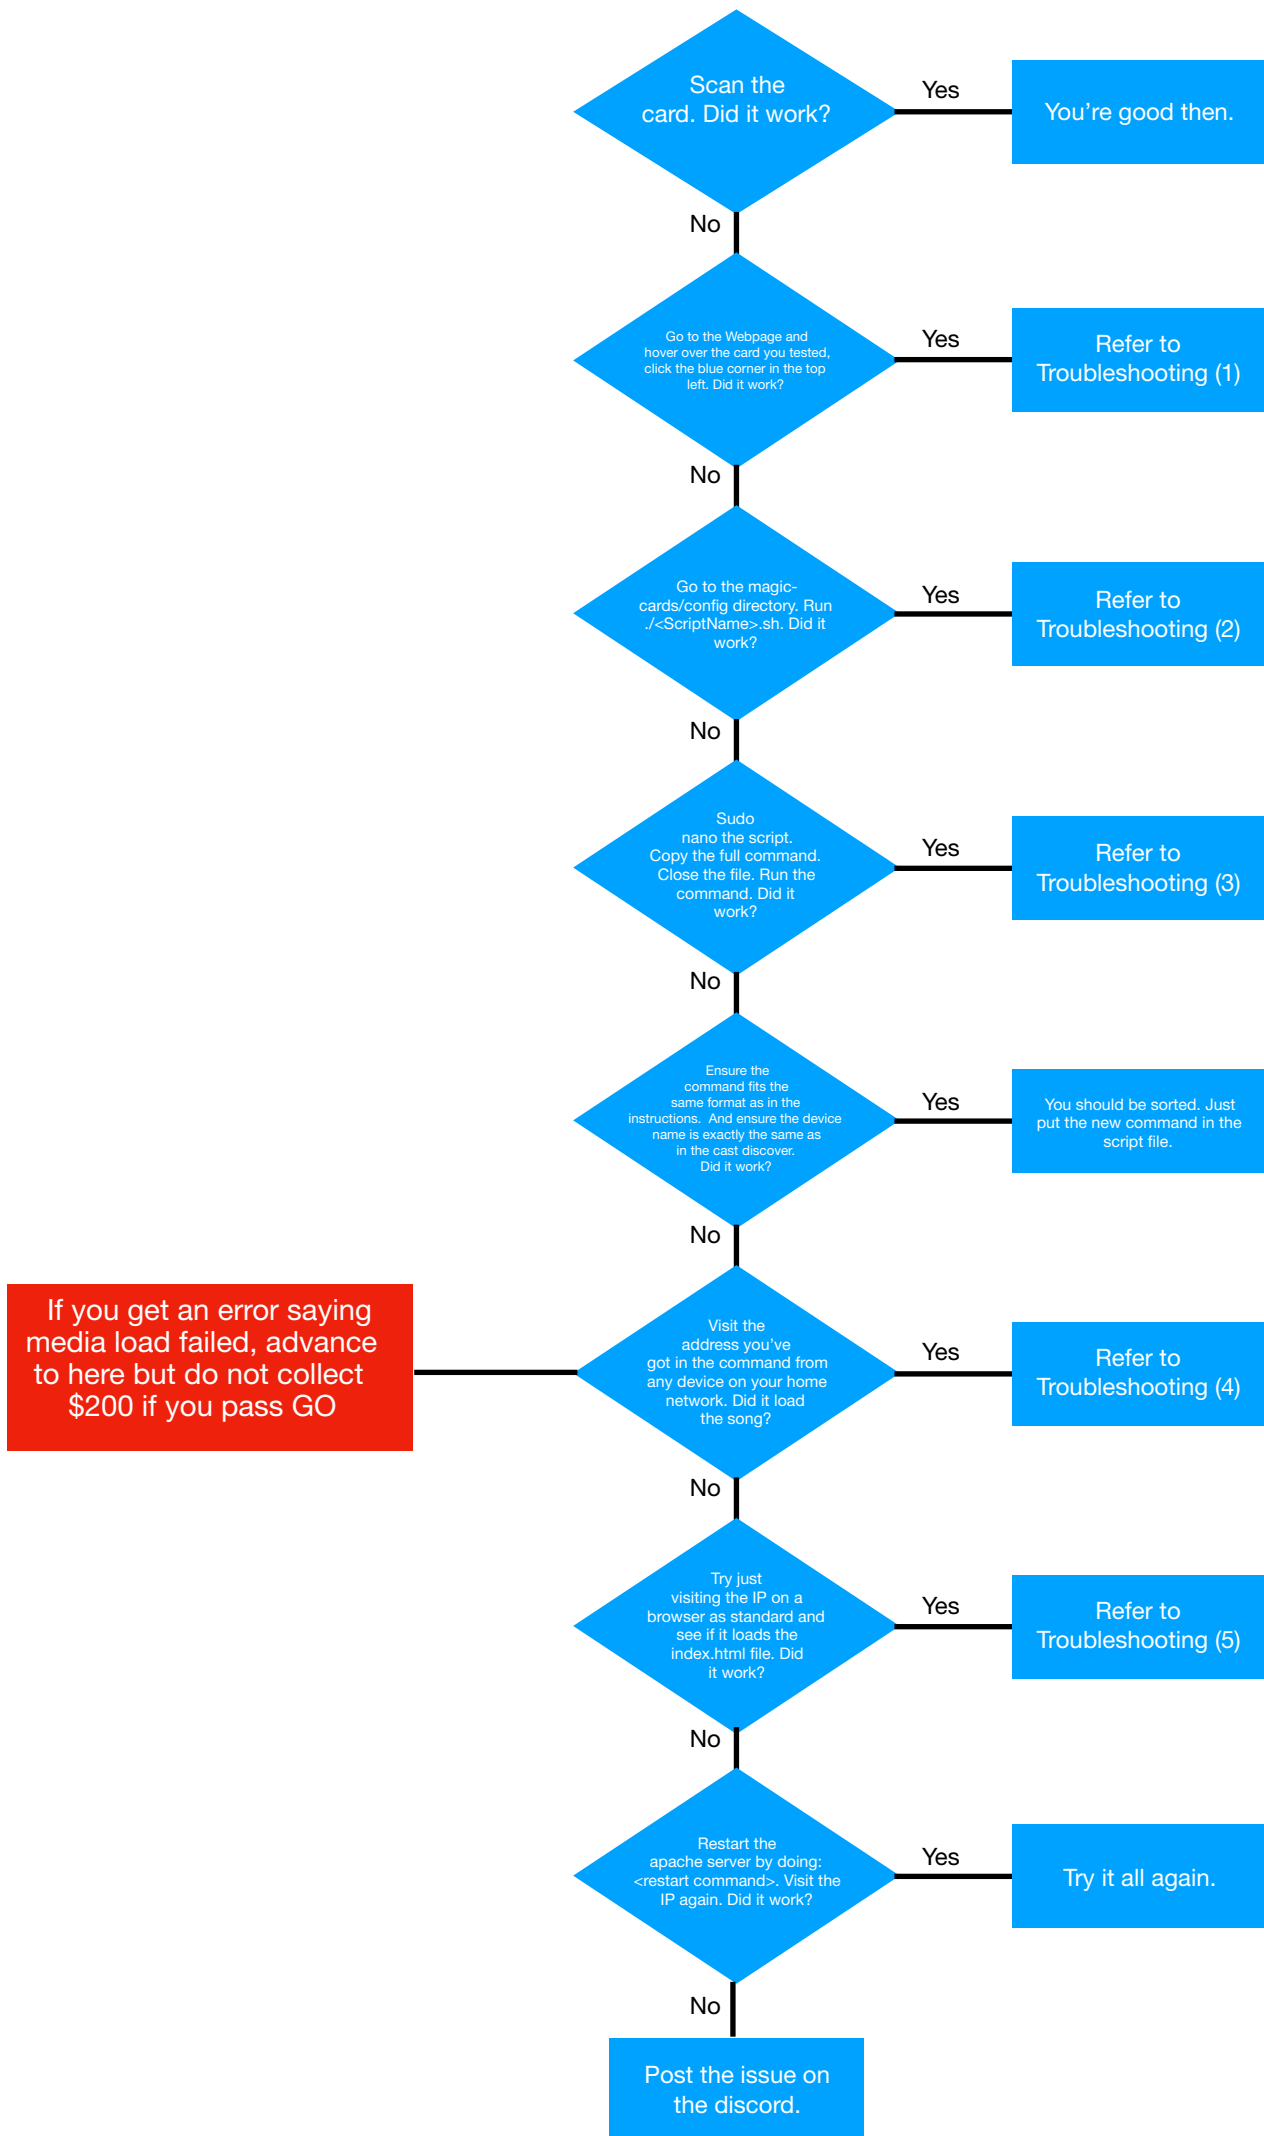 Scan the
card. Did it work?
Yes
You’re good then.
No
Go to the Webpage and
hover over the card you tested,
click the blue corner in the top
left. Did it work?
Yes
Refer to
Troubleshooting (1)
No
Go to the magic-
cards/config directory. Run
./<ScriptName>.sh. Did it
work?
Yes
Refer to
Troubleshooting (2)
No
Sudo
nano the script.
Copy the full command.
Close the file. Run the
command. Did it
work?
Yes
Refer to
Troubleshooting (3)
No
Ensure the
command fits the
same format as in the
instructions.  And ensure the device
name is exactly the same as
in the cast discover.
Did it work?
Yes
You should be sorted. Just
put the new command in the
script file.
No
If you get an error saying
media load failed, advance
to here but do not collect
$200 if you pass GO
Visit the
address you’ve
got in the command from
any device on your home
network. Did it load
the song?
Yes
Refer to
Troubleshooting (4)
No
Try just
visiting the IP on a
browser as standard and
see if it loads the
index.html file. Did
it work?
Yes
Refer to
Troubleshooting (5)
No
Restart the
apache server by doing:
<restart command>. Visit the
IP again. Did it work?
Yes
Try it all again.
No
Post the issue on
the discord.